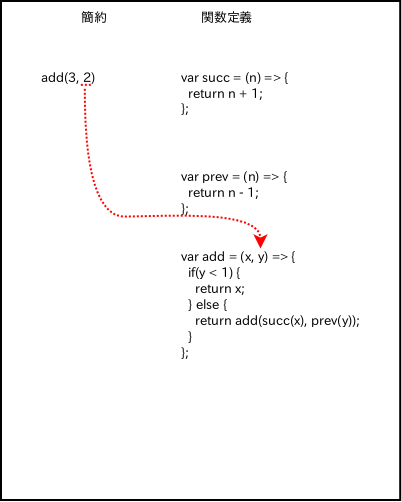 簡約 関数定義
add(3, 2)
var succ = (n) => {
return n + 1;
};
var prev = (n) => {
return n - 1;
};
var add = (x, y) => {
if(y < 1) {
return x;
} else {
return add(succ(x), prev(y));
}
};